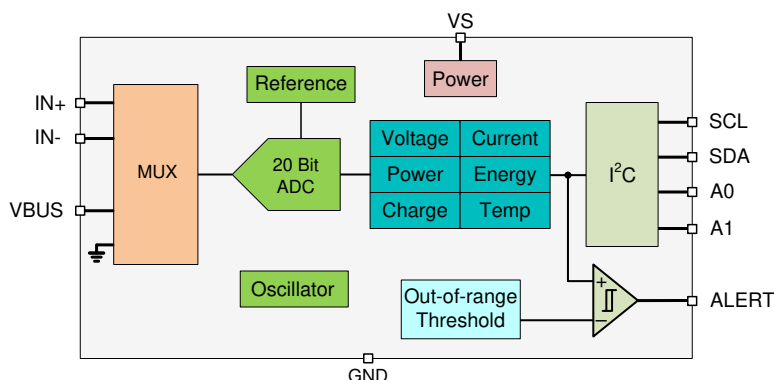 VS
Power
Reference
IN+
IN-
VBUS
MUX
20 Bit
ADC
Voltage
Current
Power
Energy
Charge
Temp
I²C
SCL
SDA
A0
A1
Oscillator
Out-of-range
Threshold
+
−
ALERT
GND